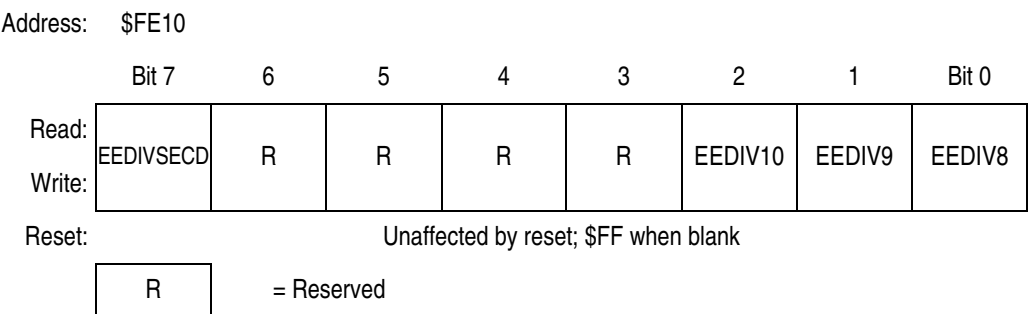 Address: $FE10
Bit 7 6 5 4 3 2 1 Bit 0
Read:
EEDIVSECD R R R R EEDIV10 EEDIV9 EEDIV8
Write:
Reset: Unaffected by reset; $FF when blank
R = Reserved